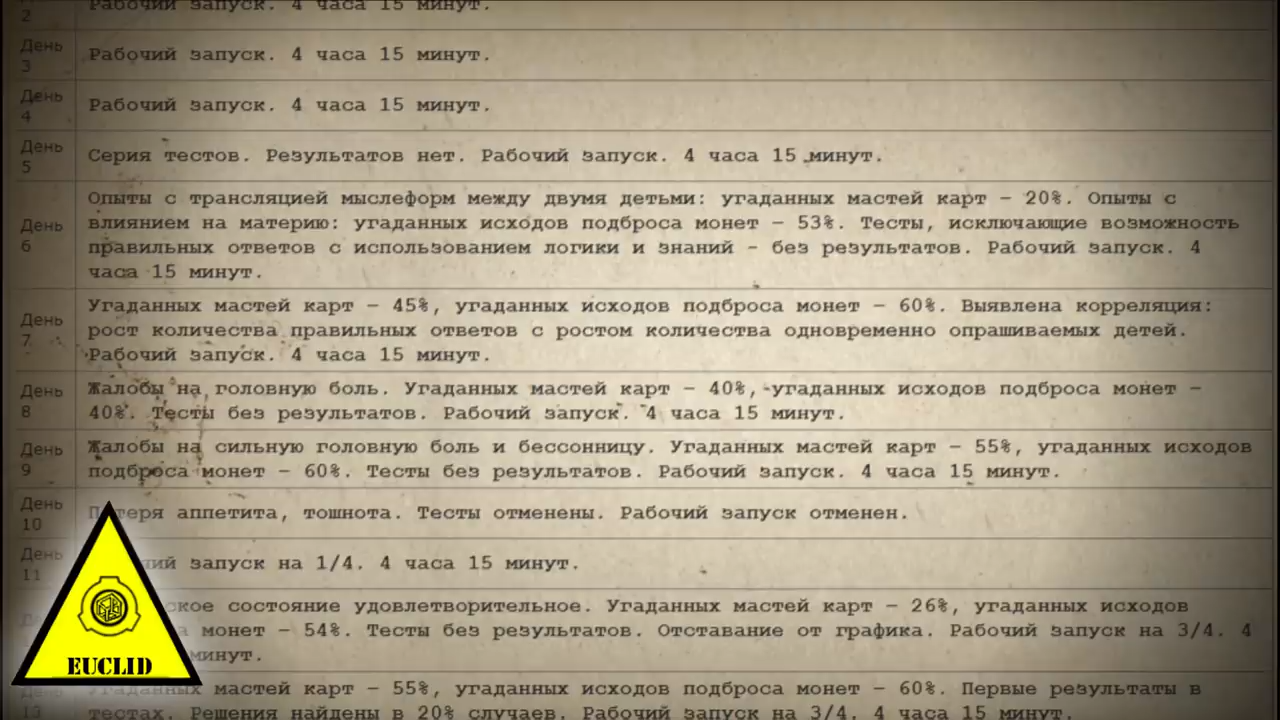 2
Рабочий запуск. 4 часа 15 минут.
День
3
Рабочий запуск. 4 часа 15 минут.
День
4
Рабочий запуск. 4 часа 15 минут.
День
5
Серия тестов. Результатов нет. Рабочий запуск. 4 часа 15 минут.
День
6
Опыты с трансляцией мыслеформ между двумя детьми: угаданных мастей карт – 20%. Опыты с
влиянием на материю: угаданных исходов подброса монет – 53%. Тесты, исключающие возможность
правильных ответов с использованием логики и знаний – без результатов. Рабочий запуск. 4
часа 15 минут.
День
7
Угаданных мастей карт – 45%, угаданных исходов подброса монет – 60%. Выявлена корреляция:
рост количества правильных ответов с ростом количества одновременно опрашиваемых детей.
Рабочий запуск. 4 часа 15 минут.
День
8
Жалобы на головную боль. Угаданных мастей карт – 40%, угаданных исходов подброса монет –
40%. Тесты без результатов. Рабочий запуск. 4 часа 15 минут.
День
9
Жалобы на сильную головную боль и бессонницу. Угаданных мастей карт – 55%, угаданных исходов
подброса монет – 60%. Тесты без результатов. Рабочий запуск. 4 часа 15 минут.
День
10
Потеря аппетита, тошнота. Тесты отменены. Рабочий запуск отменен.
День
11
запуск на 1/4. 4 часа 15 минут.
состояние удовлетворительное. Угаданных мастей карт – 26%, угаданных исходов
монет – 54%. Тесты без результатов. Отставание от графика. Рабочий запуск на 3/4. 4
минут.
День
13
Угаданных мастей карт – 55%, угаданных исходов подброса монет – 60%. Первые результаты в
тестах. Решения найдены в 20% случаев. Рабочий запуск на 3/4. 4 часа 15 минут.
EUCLID